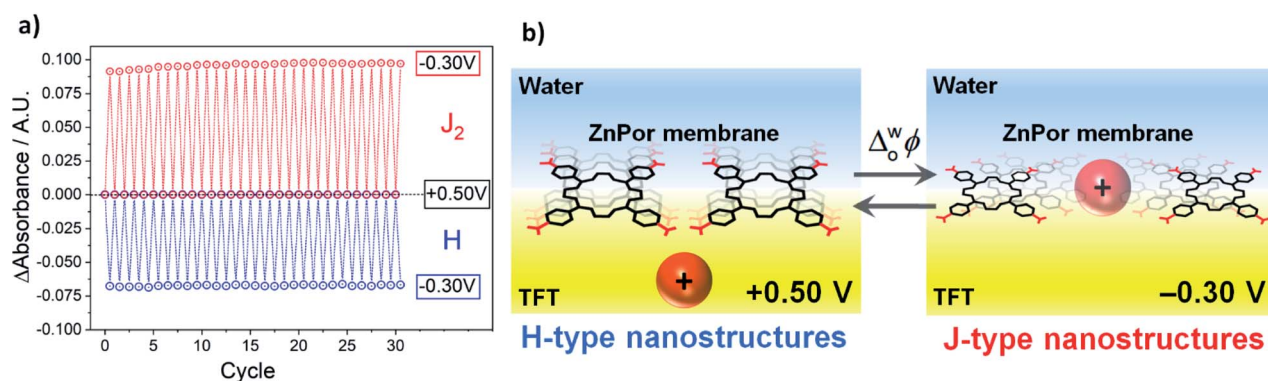 a)
ΔAbsorbance / A.U.
0.100
0.075
0.050
0.025
0.000
-0.025
-0.050
-0.075
-0.100
0 5 10 15 20 25 30
Cycle
-0.30V
J₂
+0.50V
H
-0.30V
b)
Water
ZnPor membrane
+
TFT
+0.50 V
H-type nanostructures
Δ$_o^w$ϕ
Water
ZnPor membrane
+
TFT
–0.30 V
J-type nanostructures